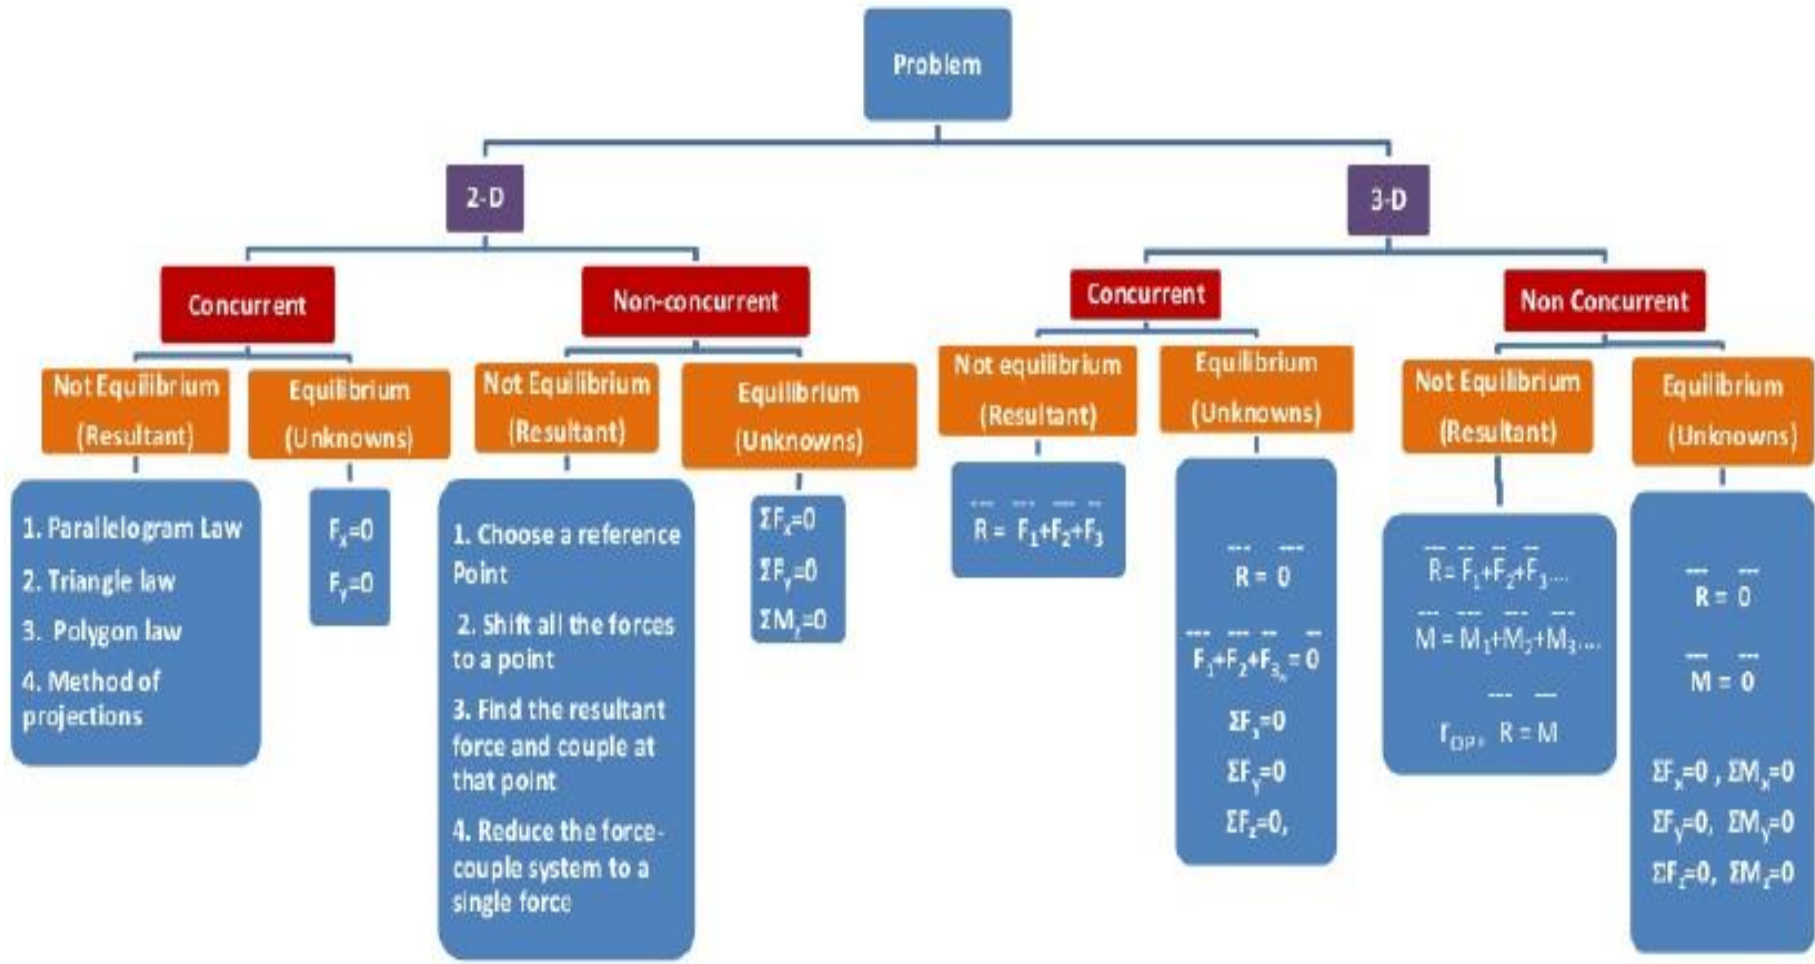 Problem
2-D
3-D
Concurrent
Non-concurrent
Concurrent
Non Concurrent
Not Equilibrium
(Resultant)
Equilibrium
(Unknowns)
Not Equilibrium
(Resultant)
Equilibrium
(Unknowns)
Not equilibrium
(Resultant)
Equilibrium
(Unknowns)
Not Equilibrium
(Resultant)
Equilibrium
(Unknowns)
1. Parallelogram Law
2. Triangle law
3. Polygon law
4. Method of
projections
Fx=0
Fy=0
1. Choose a reference
Point
2. Shift all the forces
to a point
3. Find the resultant
force and couple at
that point
4. Reduce the force-
couple system to a
single force
ΣFx=0
ΣFy=0
ΣMz=0
R = F1+F2+F3
R = 0
F1+F2+F3 = 0
ΣFx=0
ΣFy=0
ΣFz=0,
R= F1+F2+F3....
M = M1+M2+M3....
rOP, R = M
R = 0
M = 0
ΣFx=0 , ΣMx=0
ΣFy=0, ΣMy=0
ΣFz=0, ΣMz=0